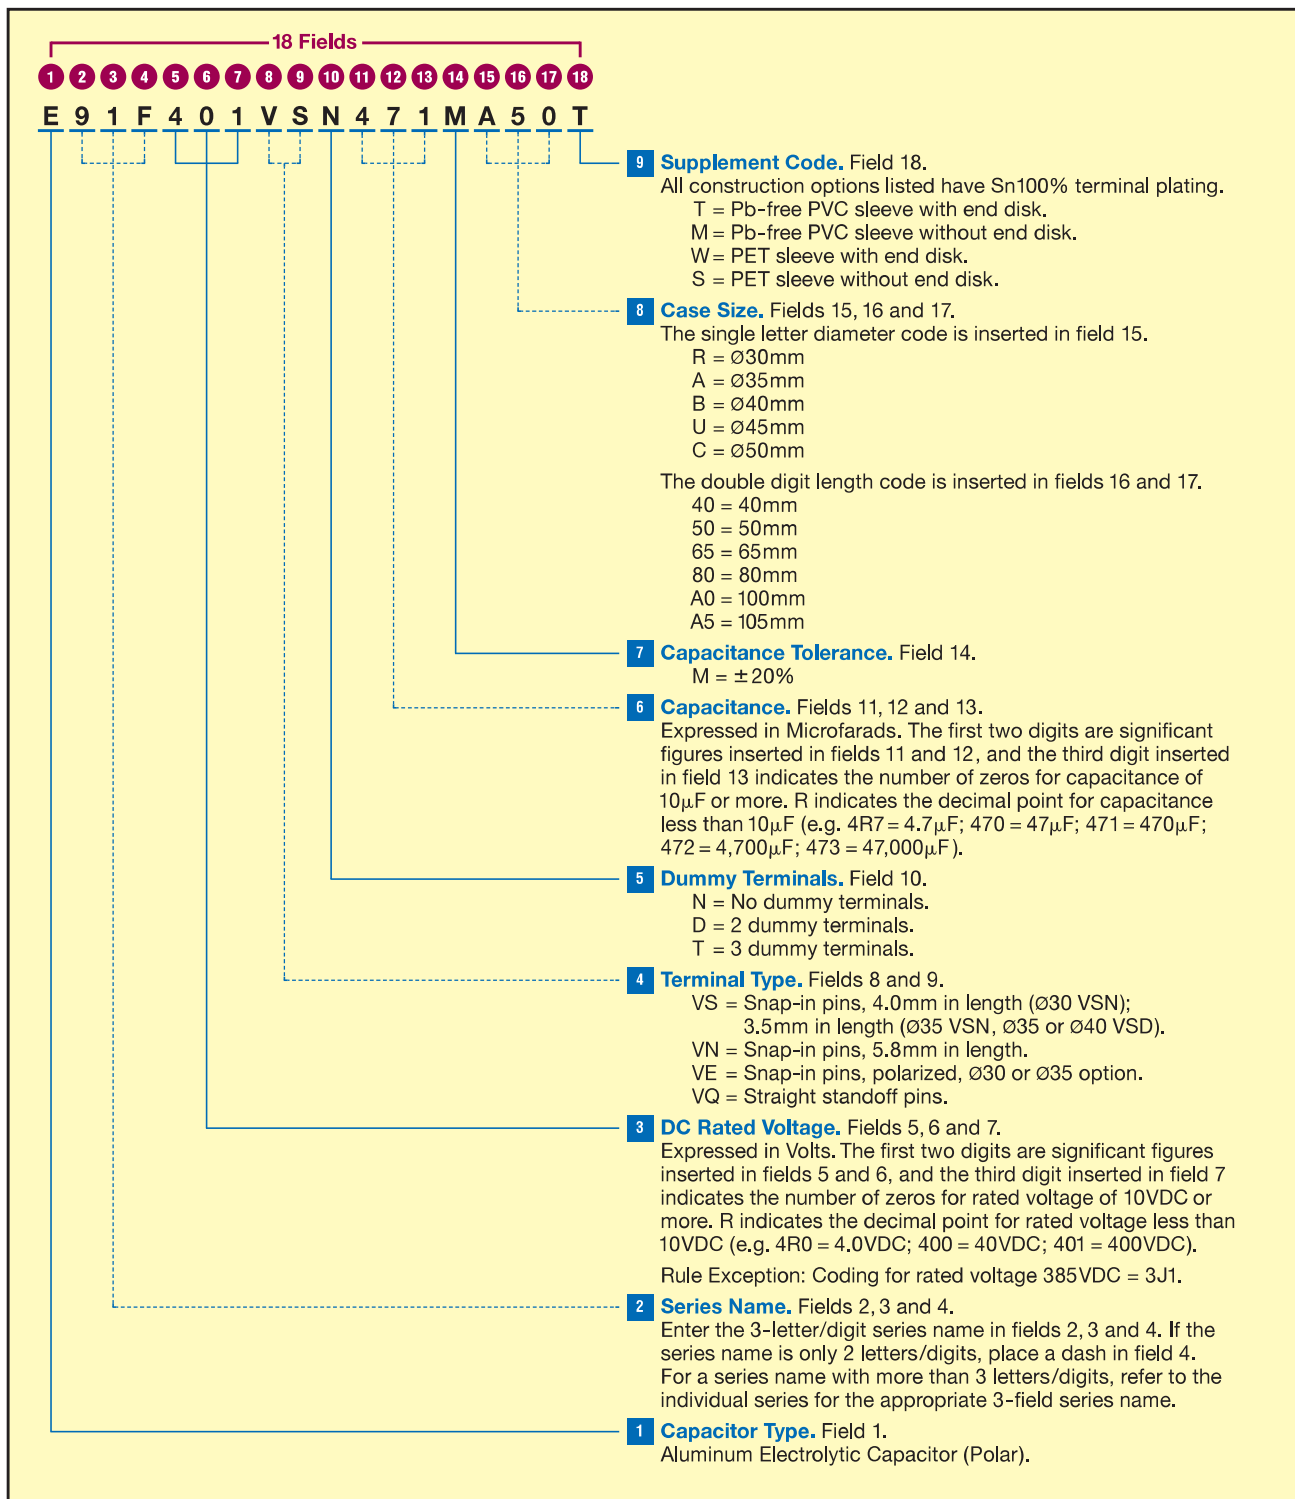 18 Fields
1 2 3 4 5 6 7 8 9 10 11 12 13 14 15 16 17 18
E 9 1 F 4 0 1 V S N 4 7 1 M A 5 0 T
9 Supplement Code. Field 18.
All construction options listed have Sn100% terminal plating.
T = Pb-free PVC sleeve with end disk.
M = Pb-free PVC sleeve without end disk.
W = PET sleeve with end disk.
S = PET sleeve without end disk.
8 Case Size. Fields 15, 16 and 17.
The single letter diameter code is inserted in field 15.
R = Ø30mm
A = Ø35mm
B = Ø40mm
U = Ø45mm
C = Ø50mm
The double digit length code is inserted in fields 16 and 17.
40 = 40mm
50 = 50mm
65 = 65mm
80 = 80mm
A0 = 100mm
A5 = 105mm
7 Capacitance Tolerance. Field 14.
M = ±20%
6 Capacitance. Fields 11, 12 and 13.
Expressed in Microfarads. The first two digits are significant
figures inserted in fields 11 and 12, and the third digit inserted
in field 13 indicates the number of zeros for capacitance of
10µF or more. R indicates the decimal point for capacitance
less than 10µF (e.g. 4R7 = 4.7µF; 470 = 47µF; 471 = 470µF;
472 = 4,700µF; 473 = 47,000µF).
5 Dummy Terminals. Field 10.
N = No dummy terminals.
D = 2 dummy terminals.
T = 3 dummy terminals.
4 Terminal Type. Fields 8 and 9.
VS = Snap-in pins, 4.0mm in length (Ø30 VSN);
3.5mm in length (Ø35 VSN, Ø35 or Ø40 VSD).
VN = Snap-in pins, 5.8mm in length.
VE = Snap-in pins, polarized, Ø30 or Ø35 option.
VQ = Straight standoff pins.
3 DC Rated Voltage. Fields 5, 6 and 7.
Expressed in Volts. The first two digits are significant figures
inserted in fields 5 and 6, and the third digit inserted in field 7
indicates the number of zeros for rated voltage of 10VDC or
more. R indicates the decimal point for rated voltage less than
10VDC (e.g. 4R0 = 4.0VDC; 400 = 40VDC; 401 = 400VDC).
Rule Exception: Coding for rated voltage 385VDC = 3J1.
2 Series Name. Fields 2, 3 and 4.
Enter the 3-letter/digit series name in fields 2, 3 and 4. If the
series name is only 2 letters/digits, place a dash in field 4.
For a series name with more than 3 letters/digits, refer to the
individual series for the appropriate 3-field series name.
1 Capacitor Type. Field 1.
Aluminum Electrolytic Capacitor (Polar).